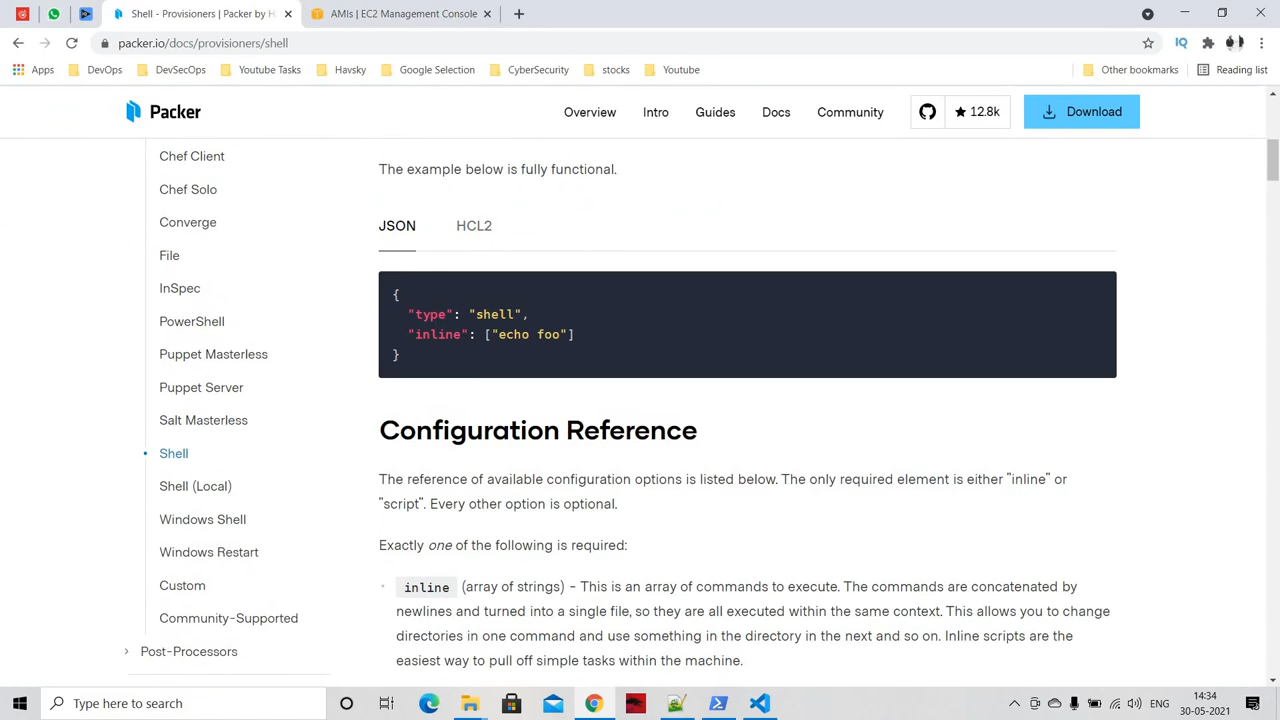 Shell - Provisioners | Packer by H
AMIs | EC2 Management Console
packer.io/docs/provisioners/shell
IQ
Apps
DevOps
DevSecOps
Youtube Tasks
Havsky
Google Selection
CyberSecurity
stocks
Youtube
Other bookmarks
Reading list
Packer
Overview
Intro
Guides
Docs
Community
12.8k
Download
Chef Client
Chef Solo
Converge
File
InSpec
PowerShell
Puppet Masterless
Puppet Server
Salt Masterless
Shell
Shell (Local)
Windows Shell
Windows Restart
Custom
Community-Supported
Post-Processors
The example below is fully functional.
JSON HCL2
{
"type": "shell",
"inline": ["echo foo"]
}
Configuration Reference
The reference of available configuration options is listed below. The only required element is either "inline" or
"script". Every other option is optional.
Exactly one of the following is required:
inline (array of strings) - This is an array of commands to execute. The commands are concatenated by
newlines and turned into a single file, so they are all executed within the same context. This allows you to change
directories in one command and use something in the directory in the next and so on. Inline scripts are the
easiest way to pull off simple tasks within the machine.
Type here to search
ENG
14:34
30-05-2021